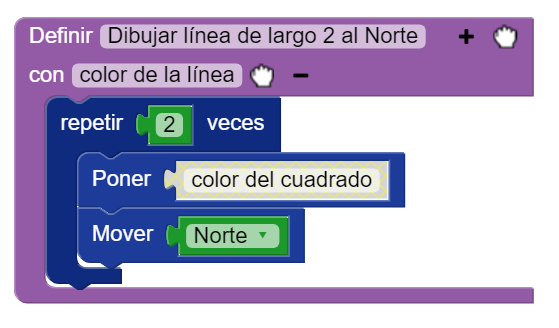 Definir Dibujar línea de largo 2 al Norte +
con color de la línea −
repetir 2 veces
Poner color del cuadrado
Mover Norte